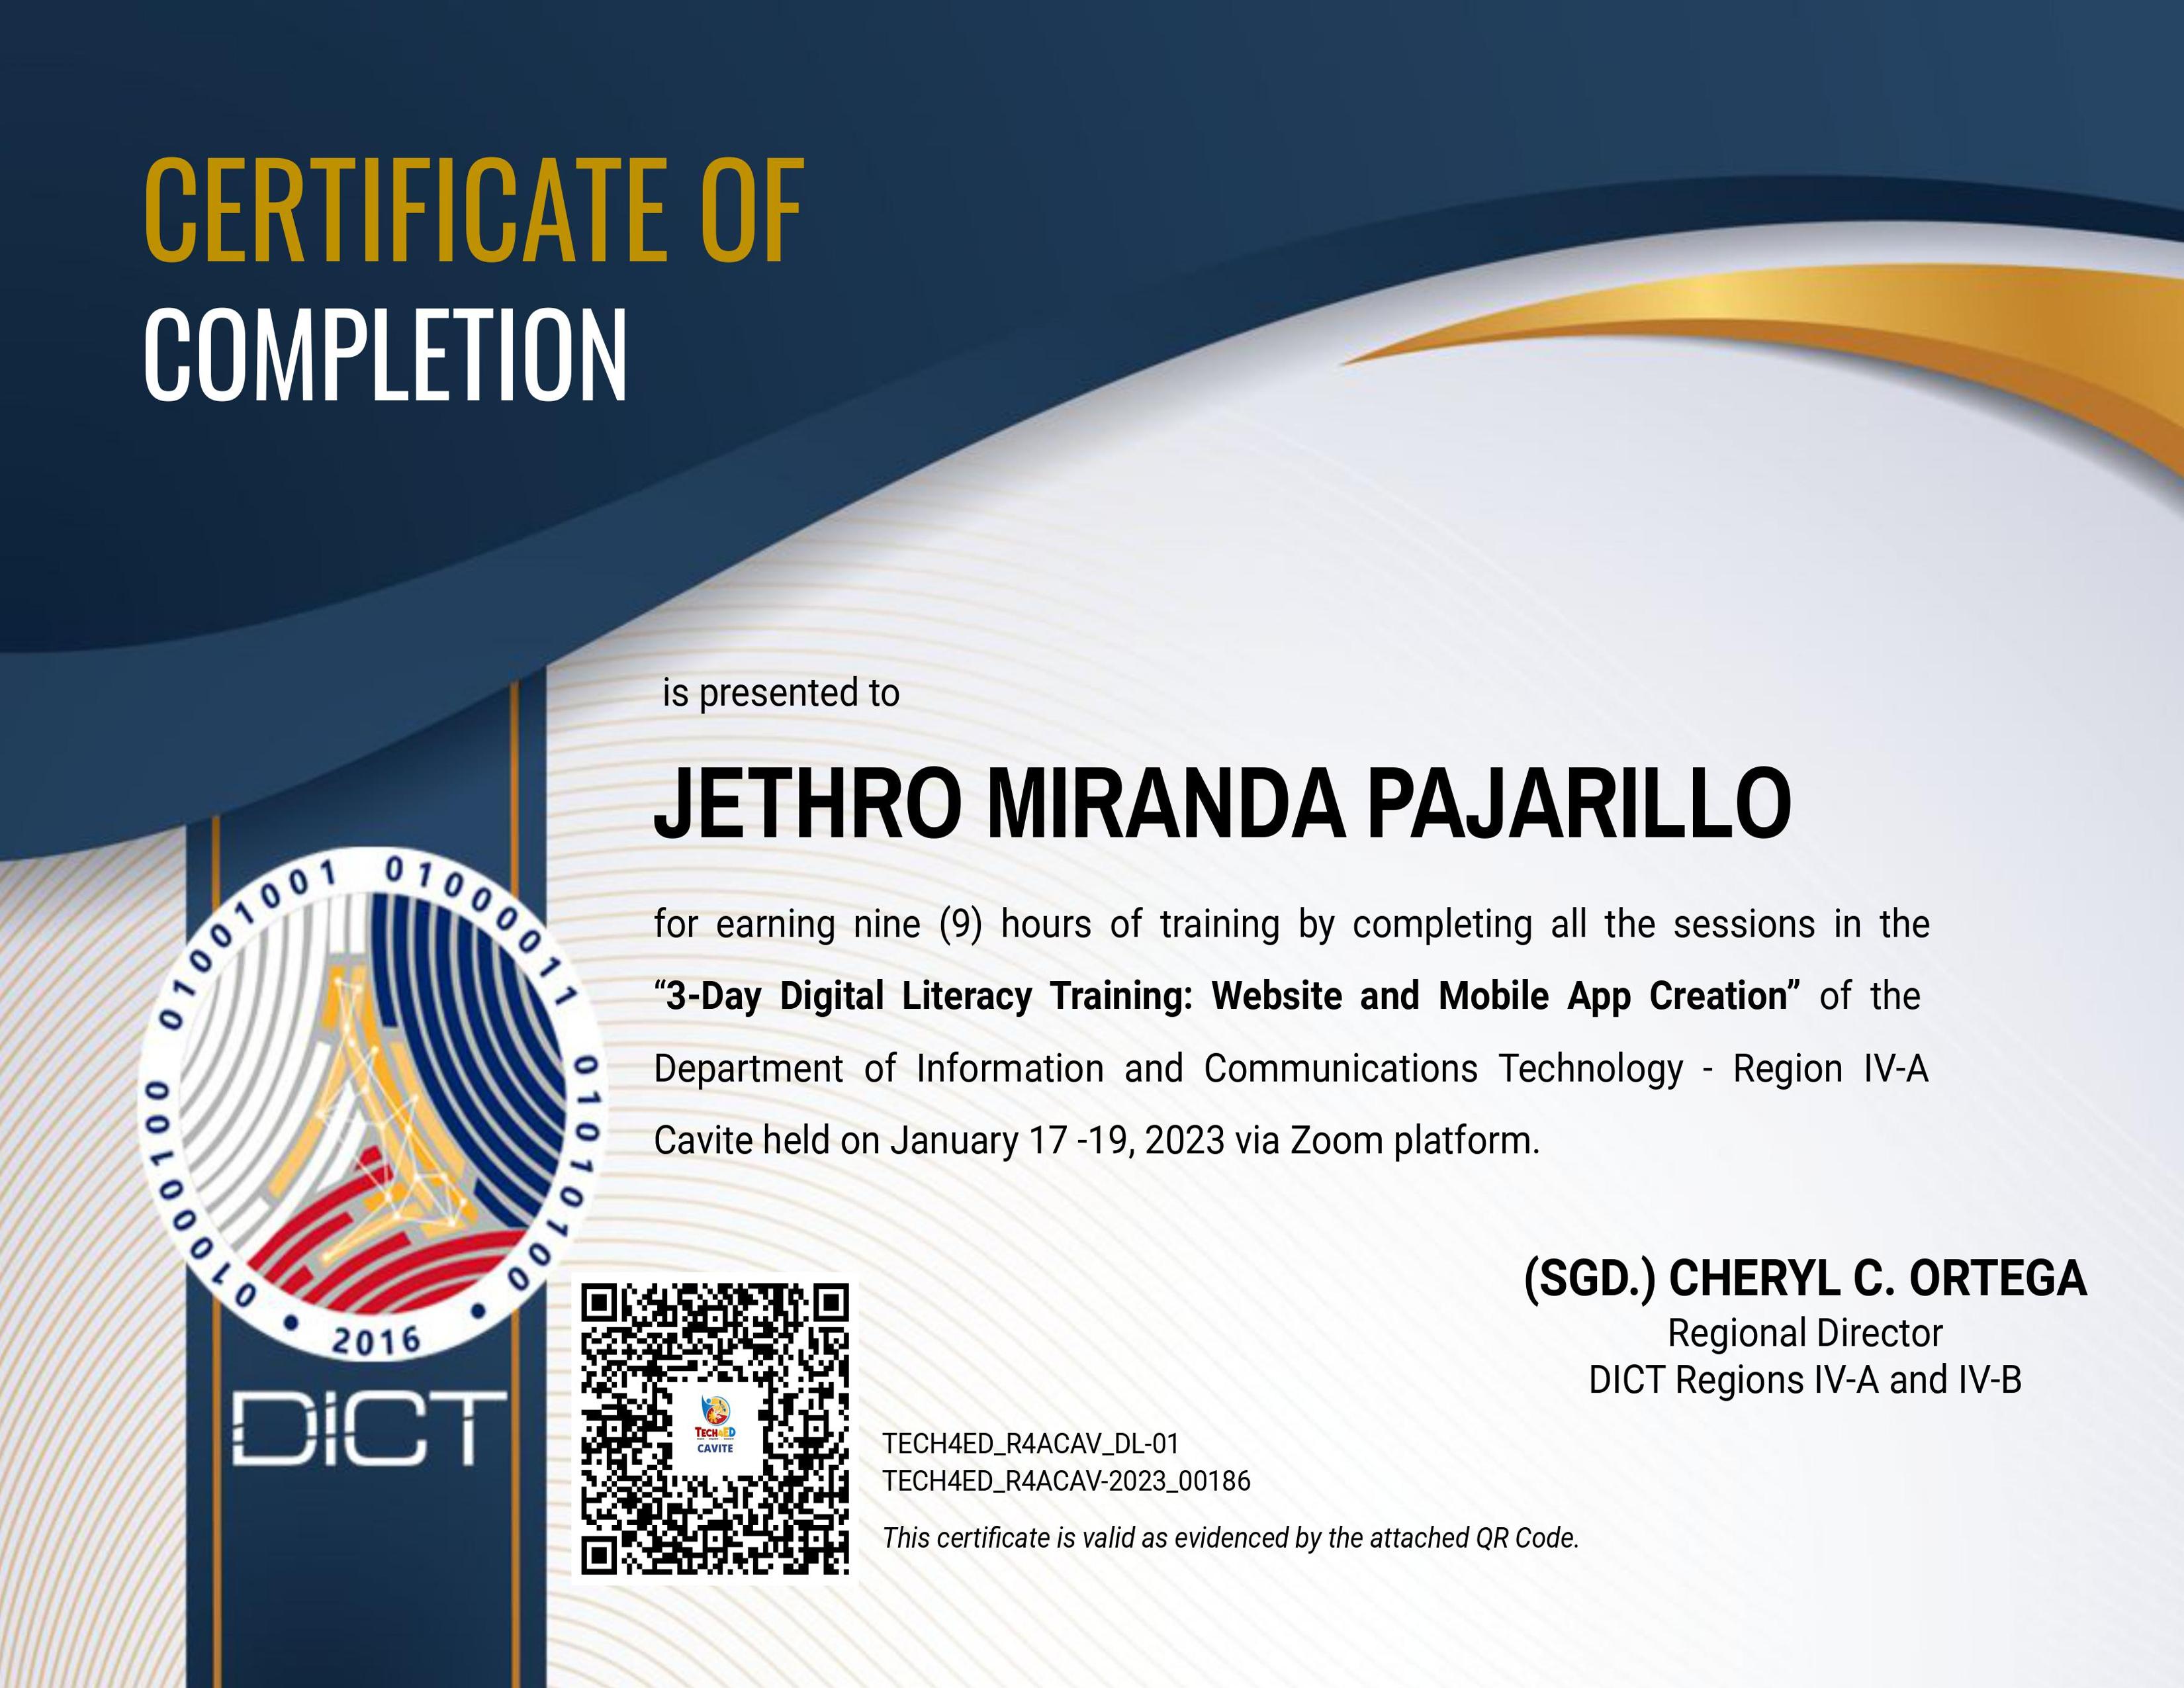 CERTIFICATE OF
COMPLETION
is presented to
JETHRO MIRANDA PAJARILLO
for earning nine (9) hours of training by completing all the sessions in the
“3-Day Digital Literacy Training: Website and Mobile App Creation” of the
Department of Information and Communications Technology - Region IV-A
Cavite held on January 17 -19, 2023 via Zoom platform.
01001001 01000011 01010100
01001100
2016
DICT
(SGD.) CHERYL C. ORTEGA
Regional Director
DICT Regions IV-A and IV-B
TECH4ED
CAVITE
TECH4ED_R4ACAV_DL-01
TECH4ED_R4ACAV-2023_00186
This certificate is valid as evidenced by the attached QR Code.